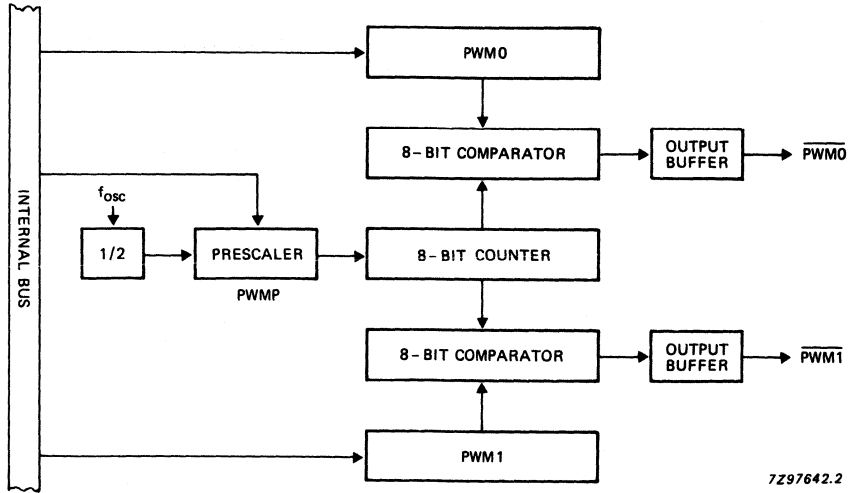 PWM0
8-BIT COMPARATOR
OUTPUT
BUFFER
PWM0
INTERNAL BUS
fosc
1/2
PRESCALER
PWMP
8-BIT COUNTER
8-BIT COMPARATOR
OUTPUT
BUFFER
PWM1
PWM1
7Z97642.2